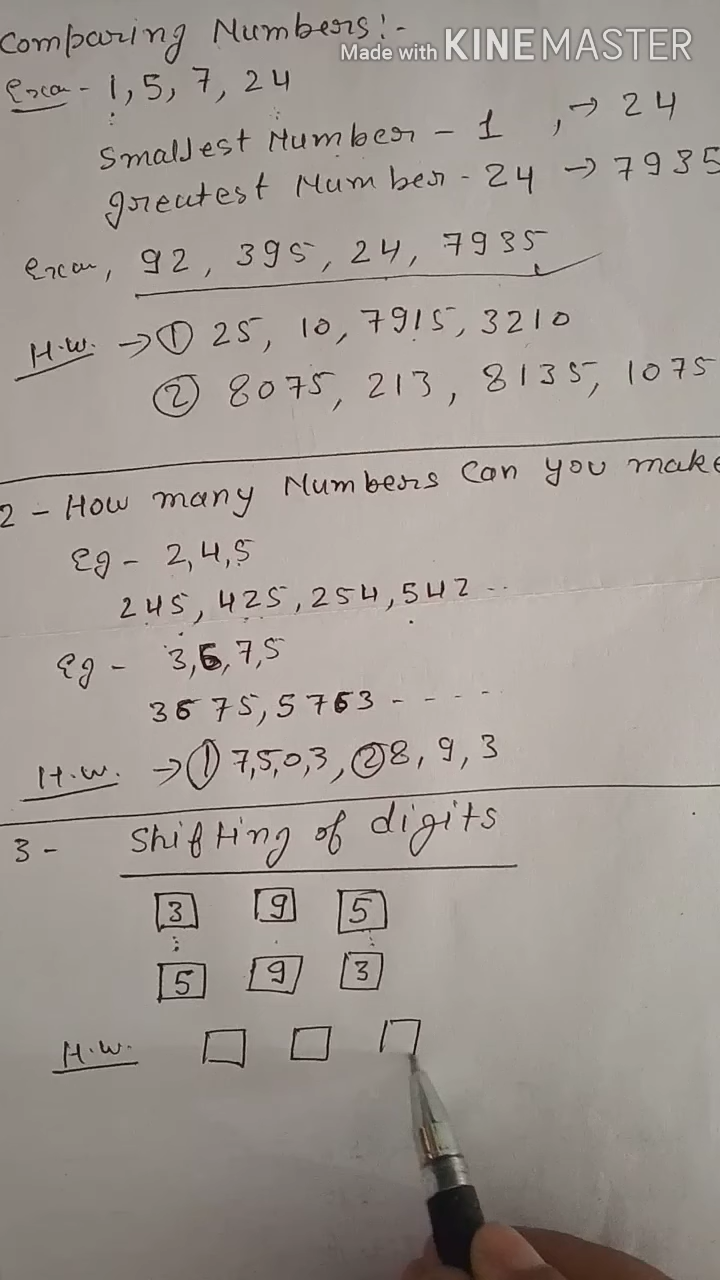 Comparing Numbers:-
Made with KINEMASTER
Exa - 1, 5, 7, 24
Smallest Number - 1 , → 24
greatest Number - 24 → 7935
Exam, 92, 395, 24, 7935
H.W. → ① 25, 10, 7915, 3210
② 8075, 213, 8135, 1075
2 - How many Numbers Can you make
Eg - 2,4,5
245, 425, 254, 542 ..
Eg - 3,6,7,5
3675, 5763 - - - -
H.W. → ① 7,5,0,3, ② 8, 9, 3
3 - Shifting of digits
3 9 5
5 9 3
H.W.